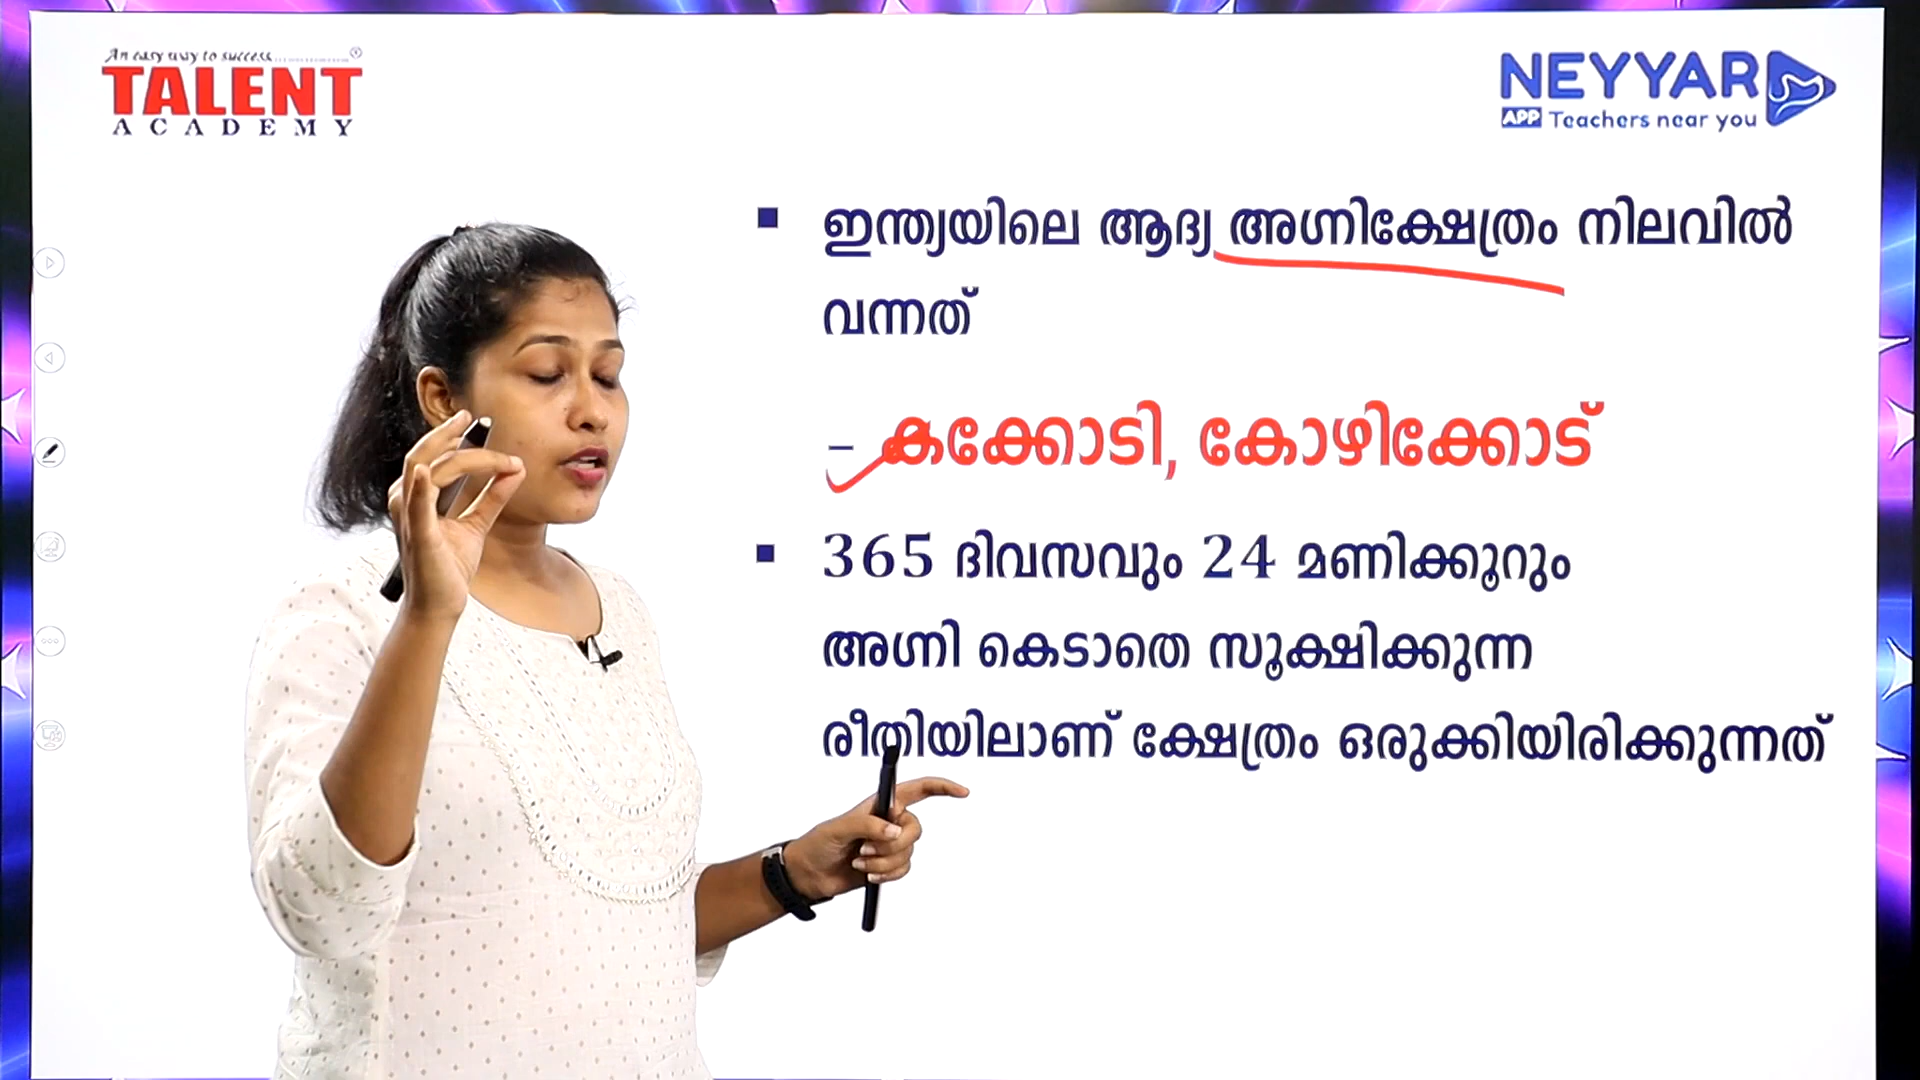 An easy way to success..............®
TALENT
ACADEMY
NEYYAR
APP Teachers near you
▪ ഇന്ത്യയിലെ ആദ്യ അഗ്നിക്ഷേത്രം നിലവിൽ
വന്നത്
– കക്കോടി, കോഴിക്കോട്
▪ 365 ദിവസവും 24 മണിക്കൂറും
അഗ്നി കെടാതെ സൂക്ഷിക്കുന്ന
രീതിയിലാണ് ക്ഷേത്രം ഒരുക്കിയിരിക്കുന്നത്